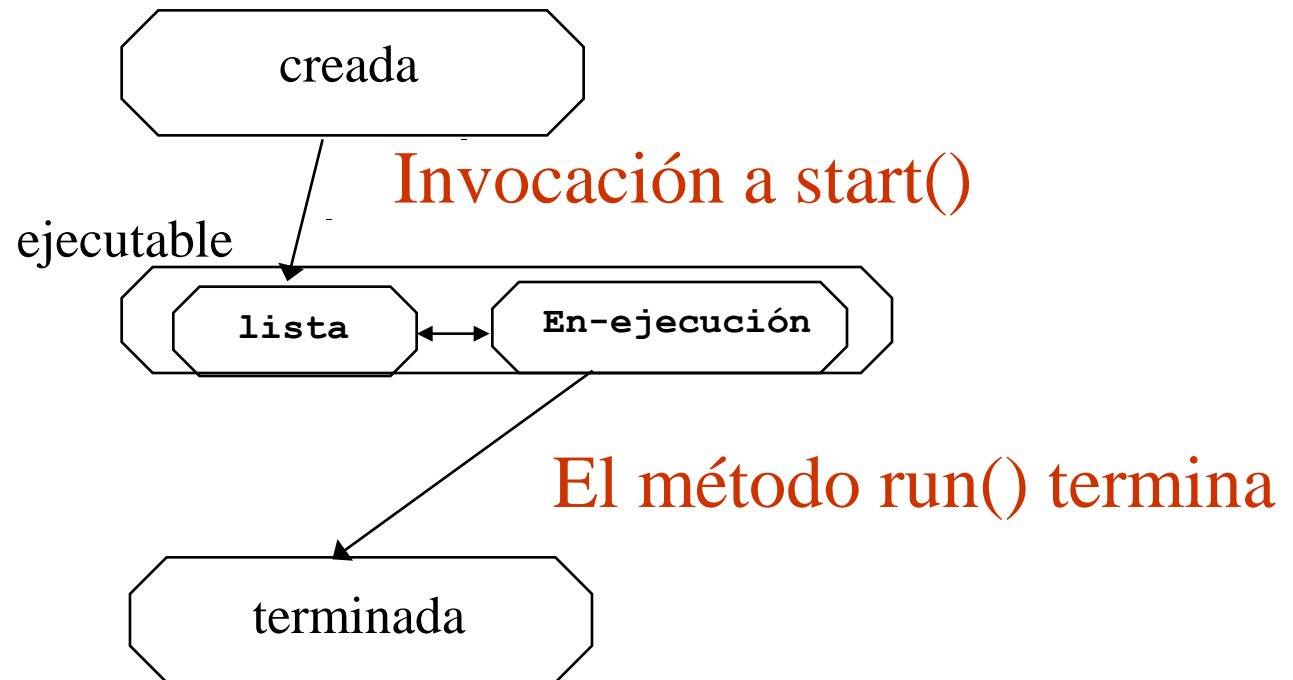 creada
Invocación a start()
ejecutable
lista
En-ejecución
El método run() termina
terminada